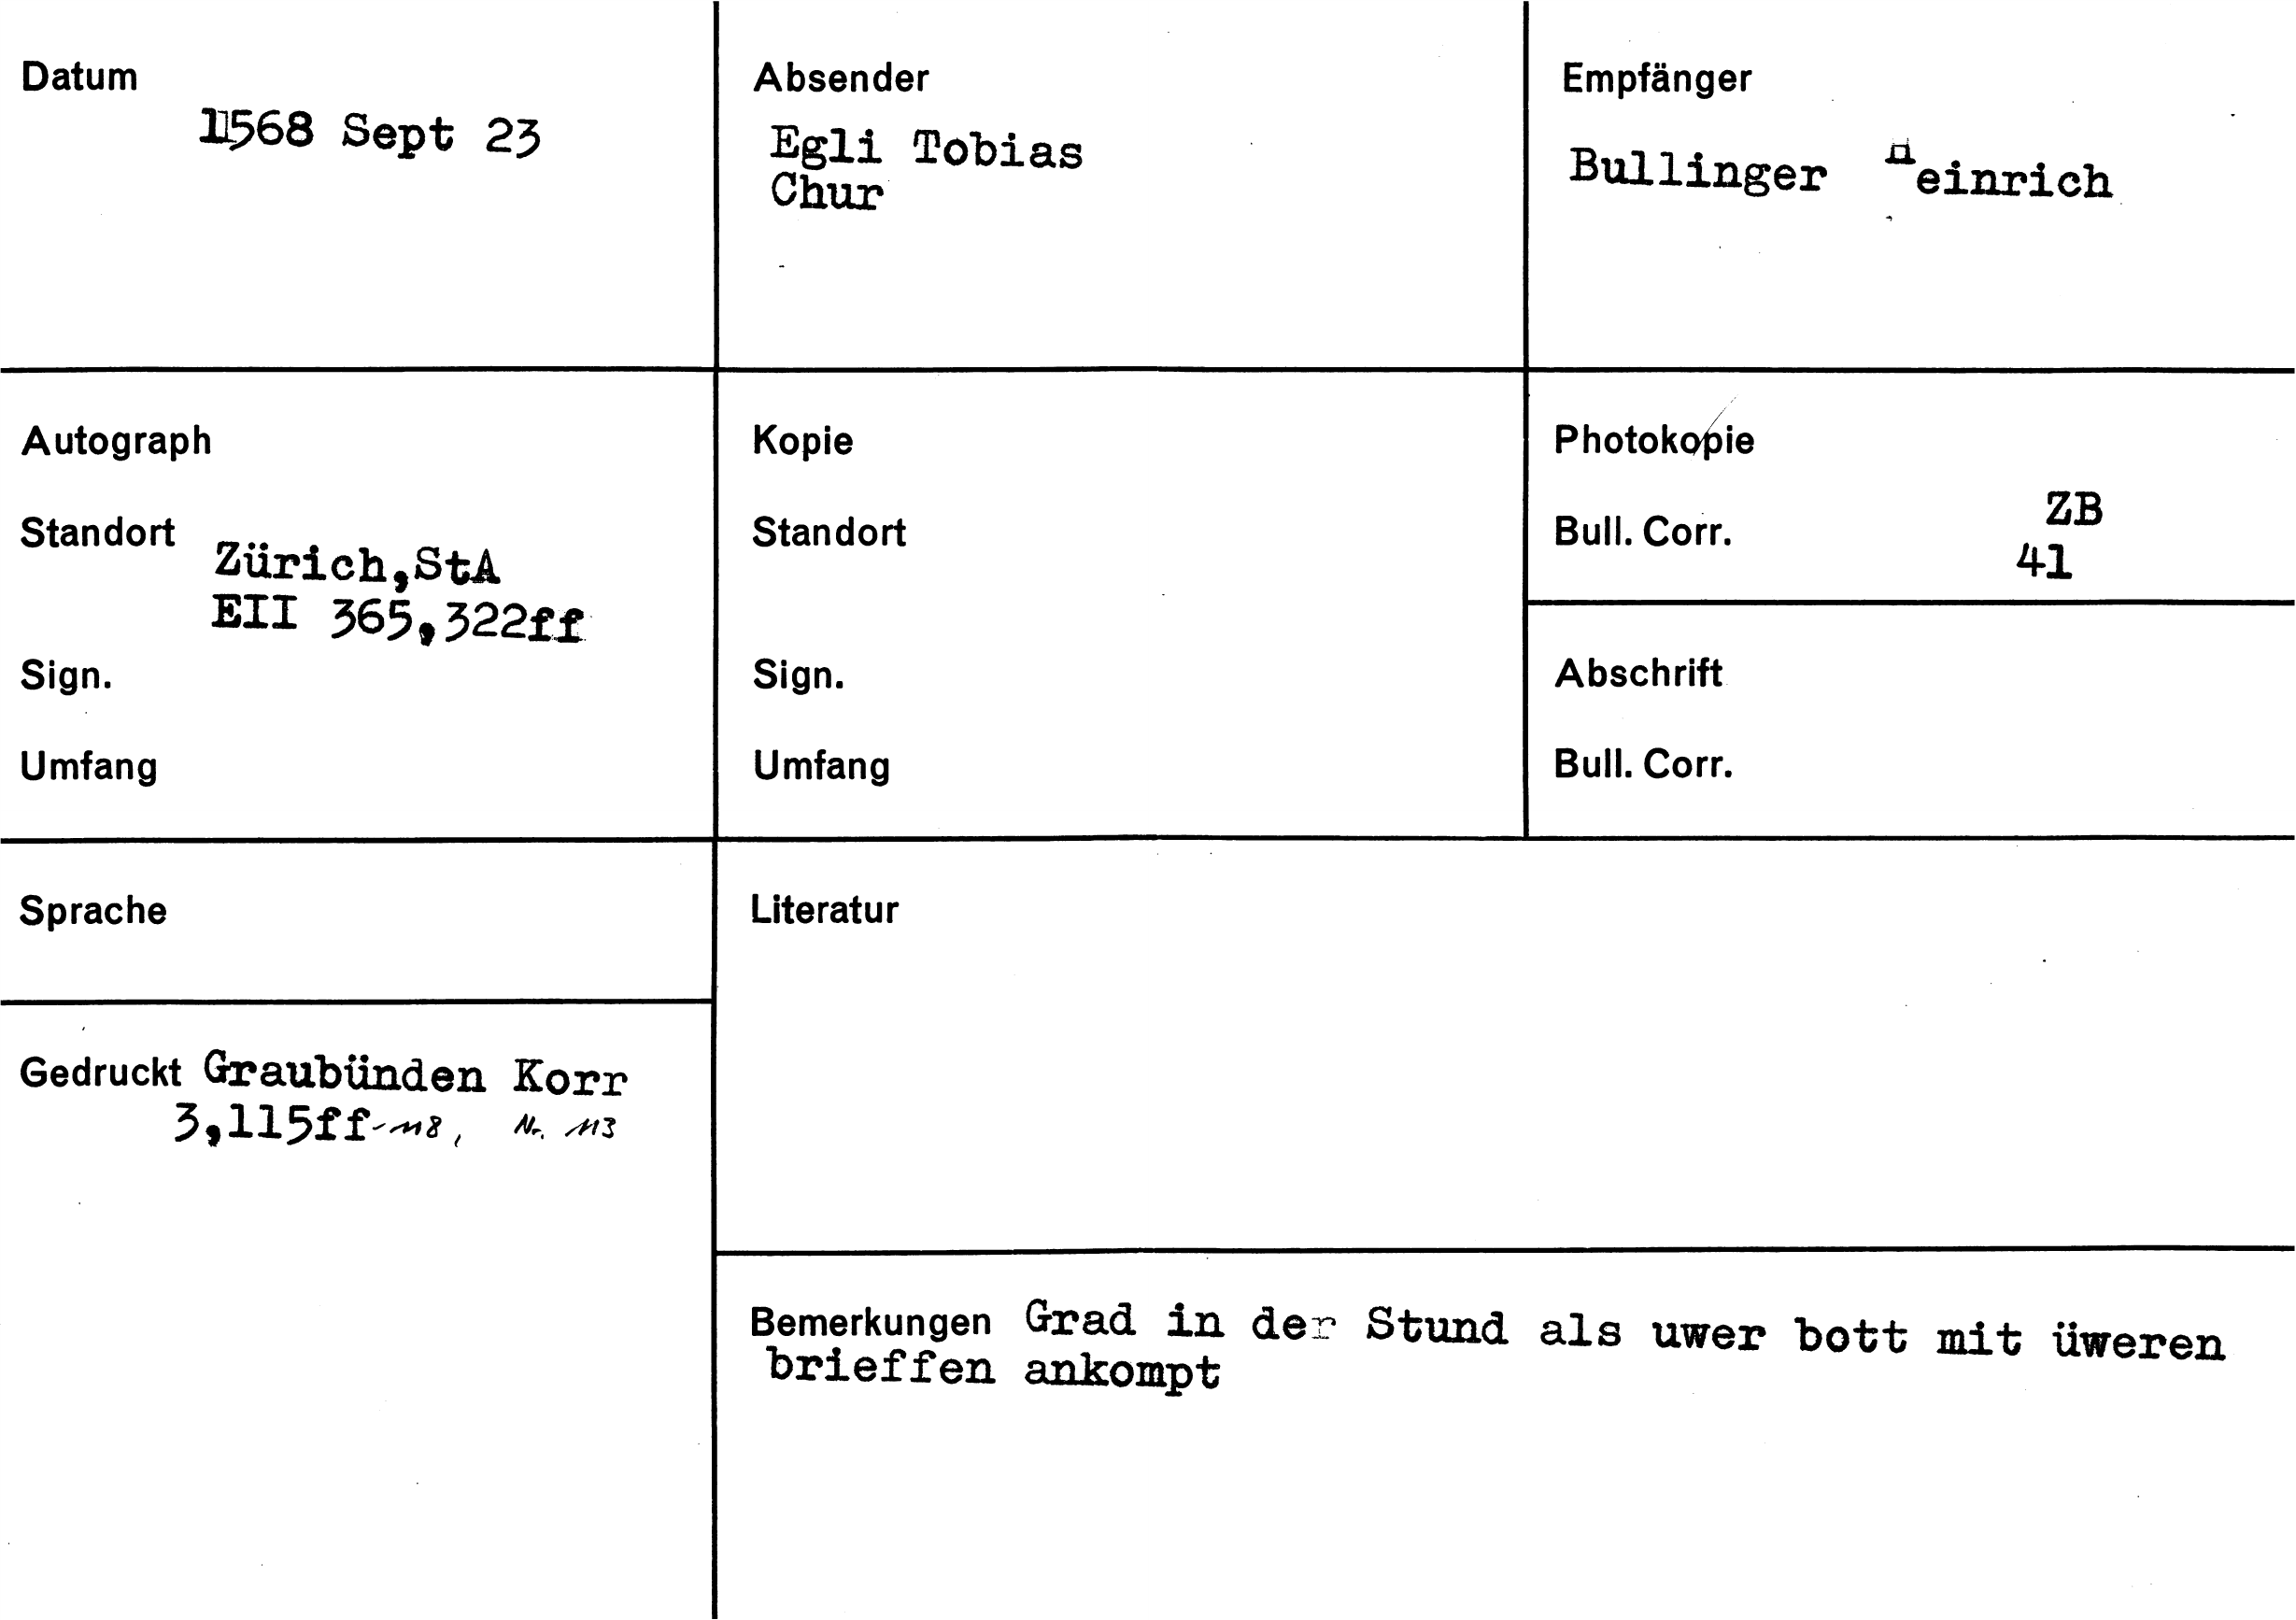 Datum
1568 Sept 23
Absender
Egli Tobias
Chur
Empfänger
Bullinger Heinrich
Autograph
Standort
Zürich,StA
EII 365,322ff
Sign.
Umfang
Kopie
Standort
Sign.
Umfang
Photokopie
Bull. Corr.
ZB
41
Abschrift
Bull. Corr.
Sprache
Gedruckt Graubünden Korr
3,115ff-118, Nr. 113
Literatur
Bemerkungen Grad in der Stund als uwer bott mit üweren
brieffen ankompt